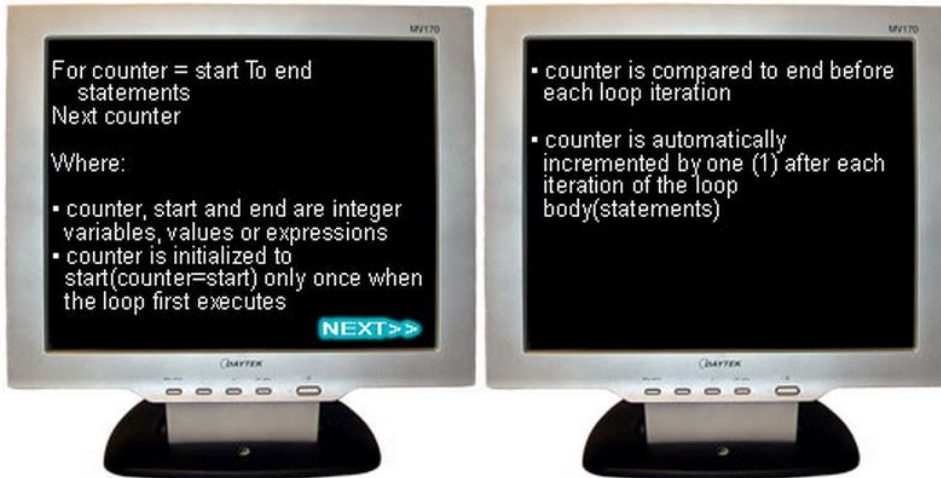 MV170
For counter = start To end
statements
Next counter
Where:
▪ counter, start and end are integer
variables, values or expressions
▪ counter is initialized to
start(counter=start) only once when
the loop first executes
NEXT>>
DAYTEK
MV170
▪ counter is compared to end before
each loop iteration
▪ counter is automatically
incremented by one (1) after each
iteration of the loop
body(statements)
DAYTEK